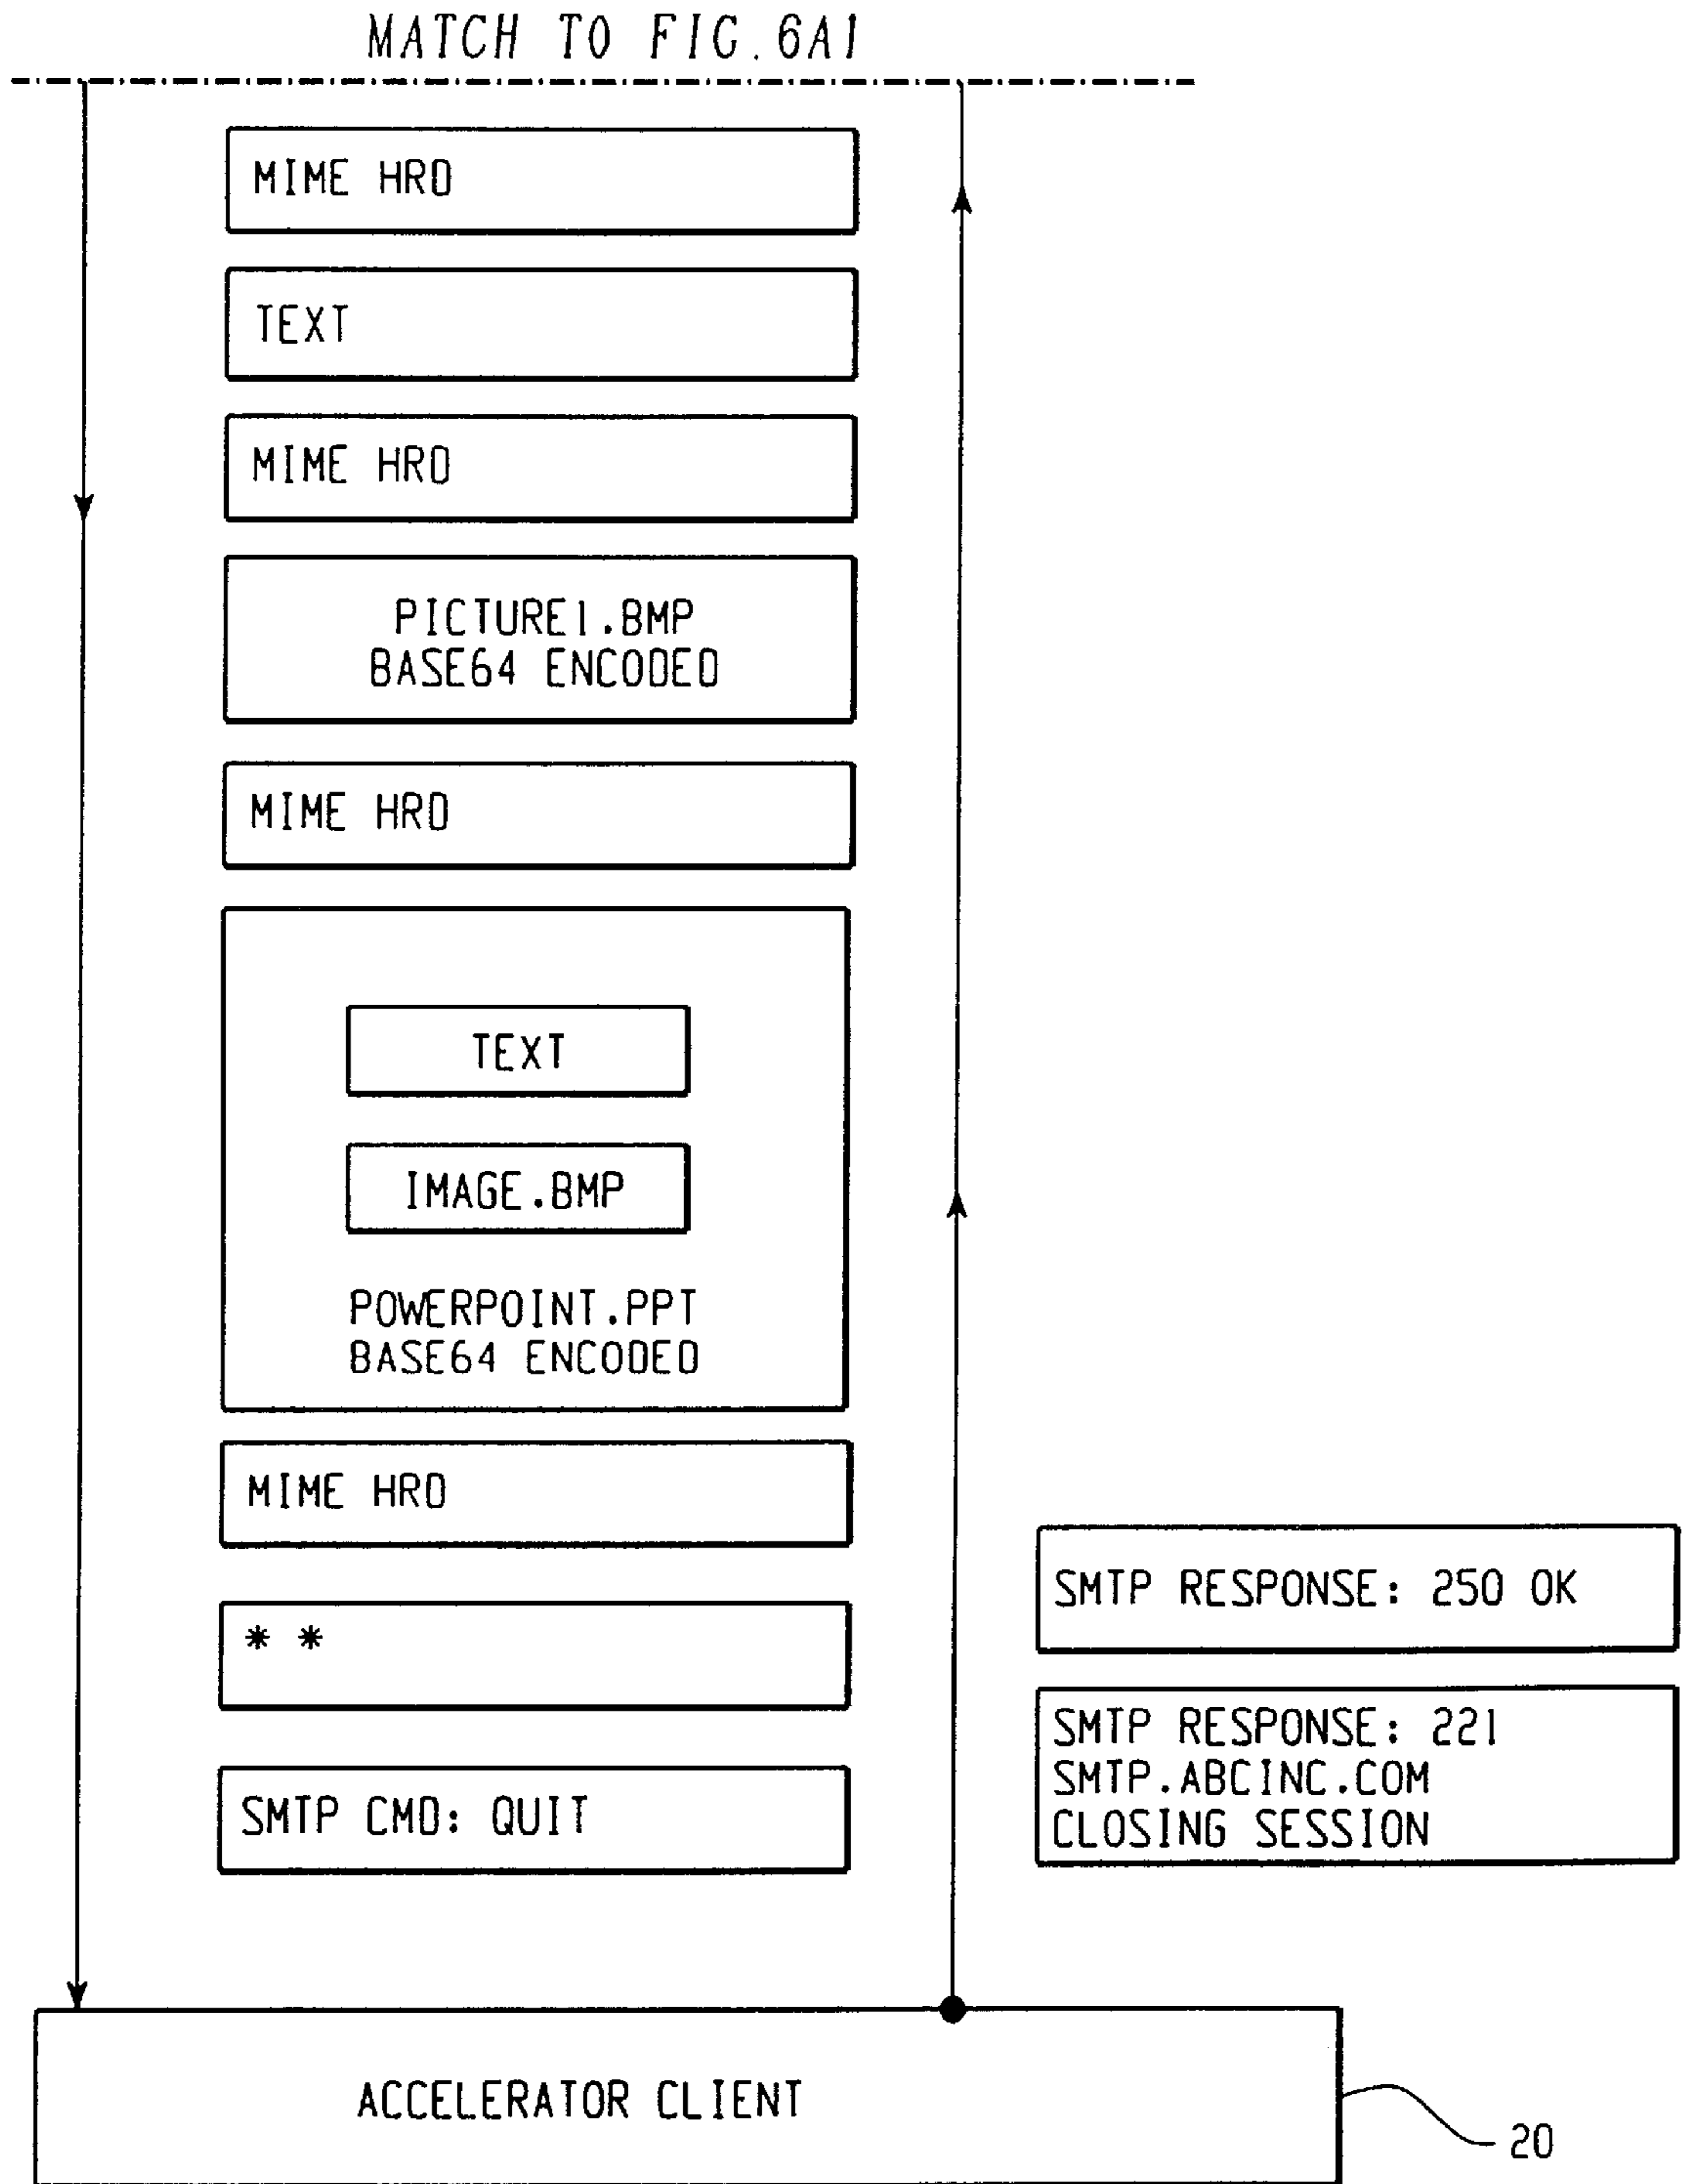 MATCH TO FIG. 6A1
MIME HRD
TEXT
MIME HRD
PICTURE1.BMP
BASE64 ENCODED
MIME HRD
TEXT
IMAGE.BMP
POWERPOINT.PPT
BASE64 ENCODED
MIME HRD
* *
SMTP CMD: QUIT
SMTP RESPONSE: 250 OK
SMTP RESPONSE: 221
SMTP.ABCINC.COM
CLOSING SESSION
ACCELERATOR CLIENT
20